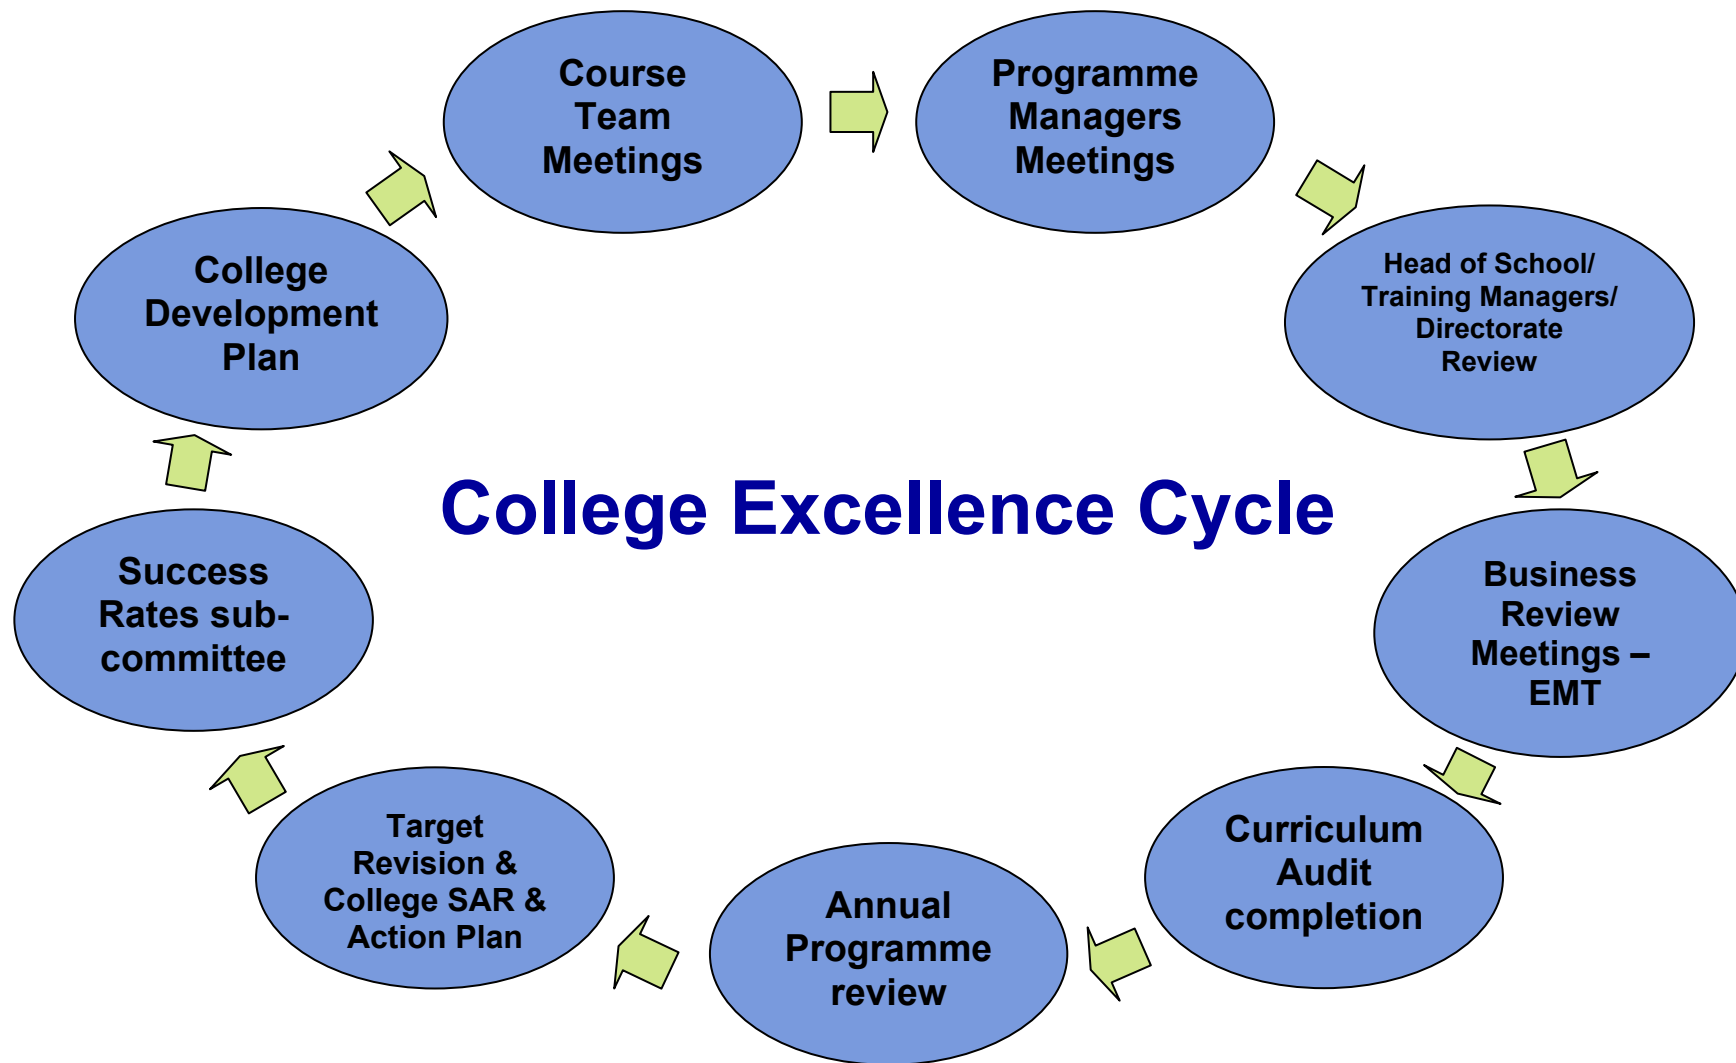 Course
Team
Meetings
Programme
Managers
Meetings
Head of School/
Training Managers/
Directorate
Review
Business
Review
Meetings –
EMT
Curriculum
Audit
completion
Annual
Programme
review
Target
Revision &
College SAR &
Action Plan
Success
Rates sub-
committee
College
Development
Plan
College Excellence Cycle